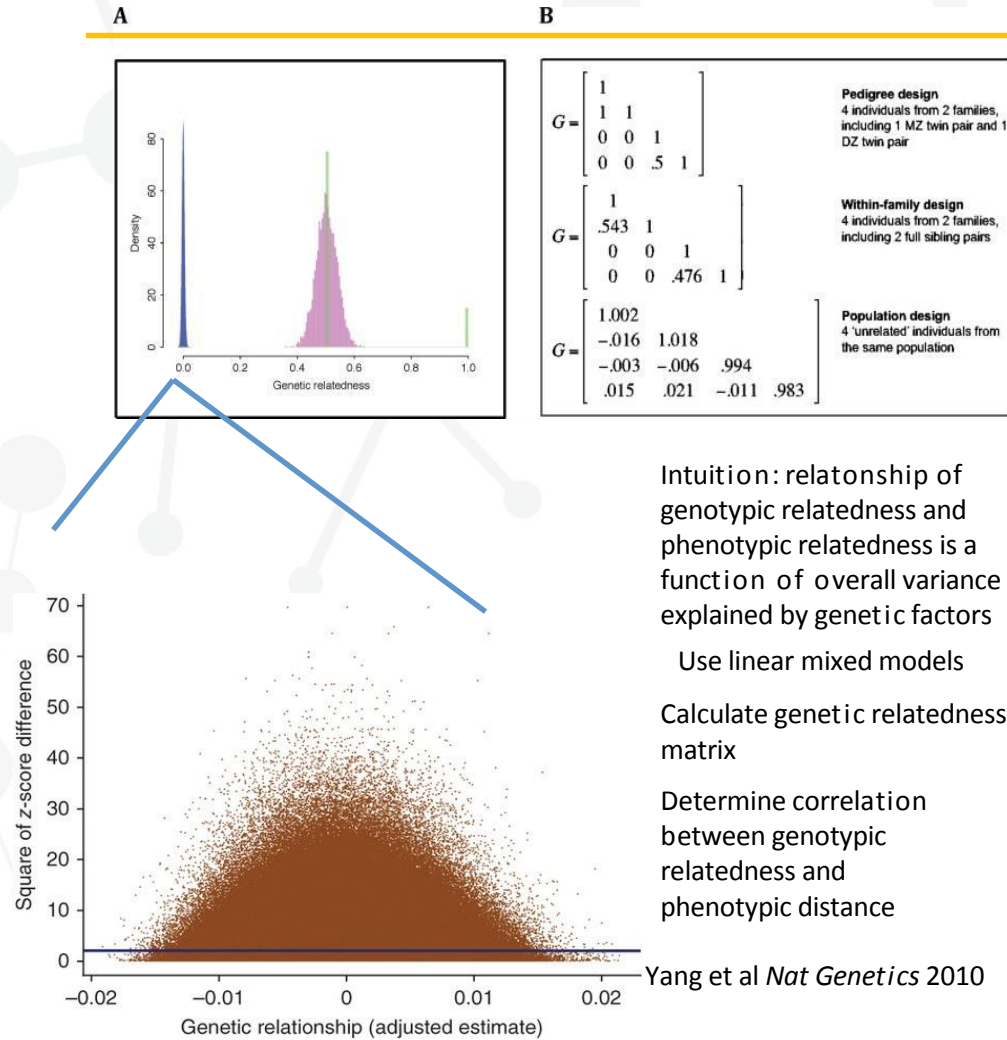 A
B
80
60
40
20
0
Density
0.0 0.2 0.4 0.6 0.8 1.0
Genetic relatedness
G = [ 1
1 1
0 0 1
0 0 .5 1 ]
Pedigree design
4 individuals from 2 families,
including 1 MZ twin pair and 1
DZ twin pair
G = [ 1
.543 1
0 0 1
0 0 .476 1 ]
Within-family design
4 individuals from 2 families,
including 2 full sibling pairs
G = [ 1.002
-.016 1.018
-.003 -.006 .994
.015 .021 -.011 .983 ]
Population design
4 'unrelated' individuals from
the same population
Intuition: relatonship of
genotypic relatedness and
phenotypic relatedness is a
function of overall variance
explained by genetic factors
Use linear mixed models
Calculate genetic relatedness
matrix
Determine correlation
between genotypic
relatedness and
phenotypic distance
Yang et al Nat Genetics 2010
70
60
50
40
30
20
10
0
Square of z-score difference
−0.02 −0.01 0 0.01 0.02
Genetic relationship (adjusted estimate)